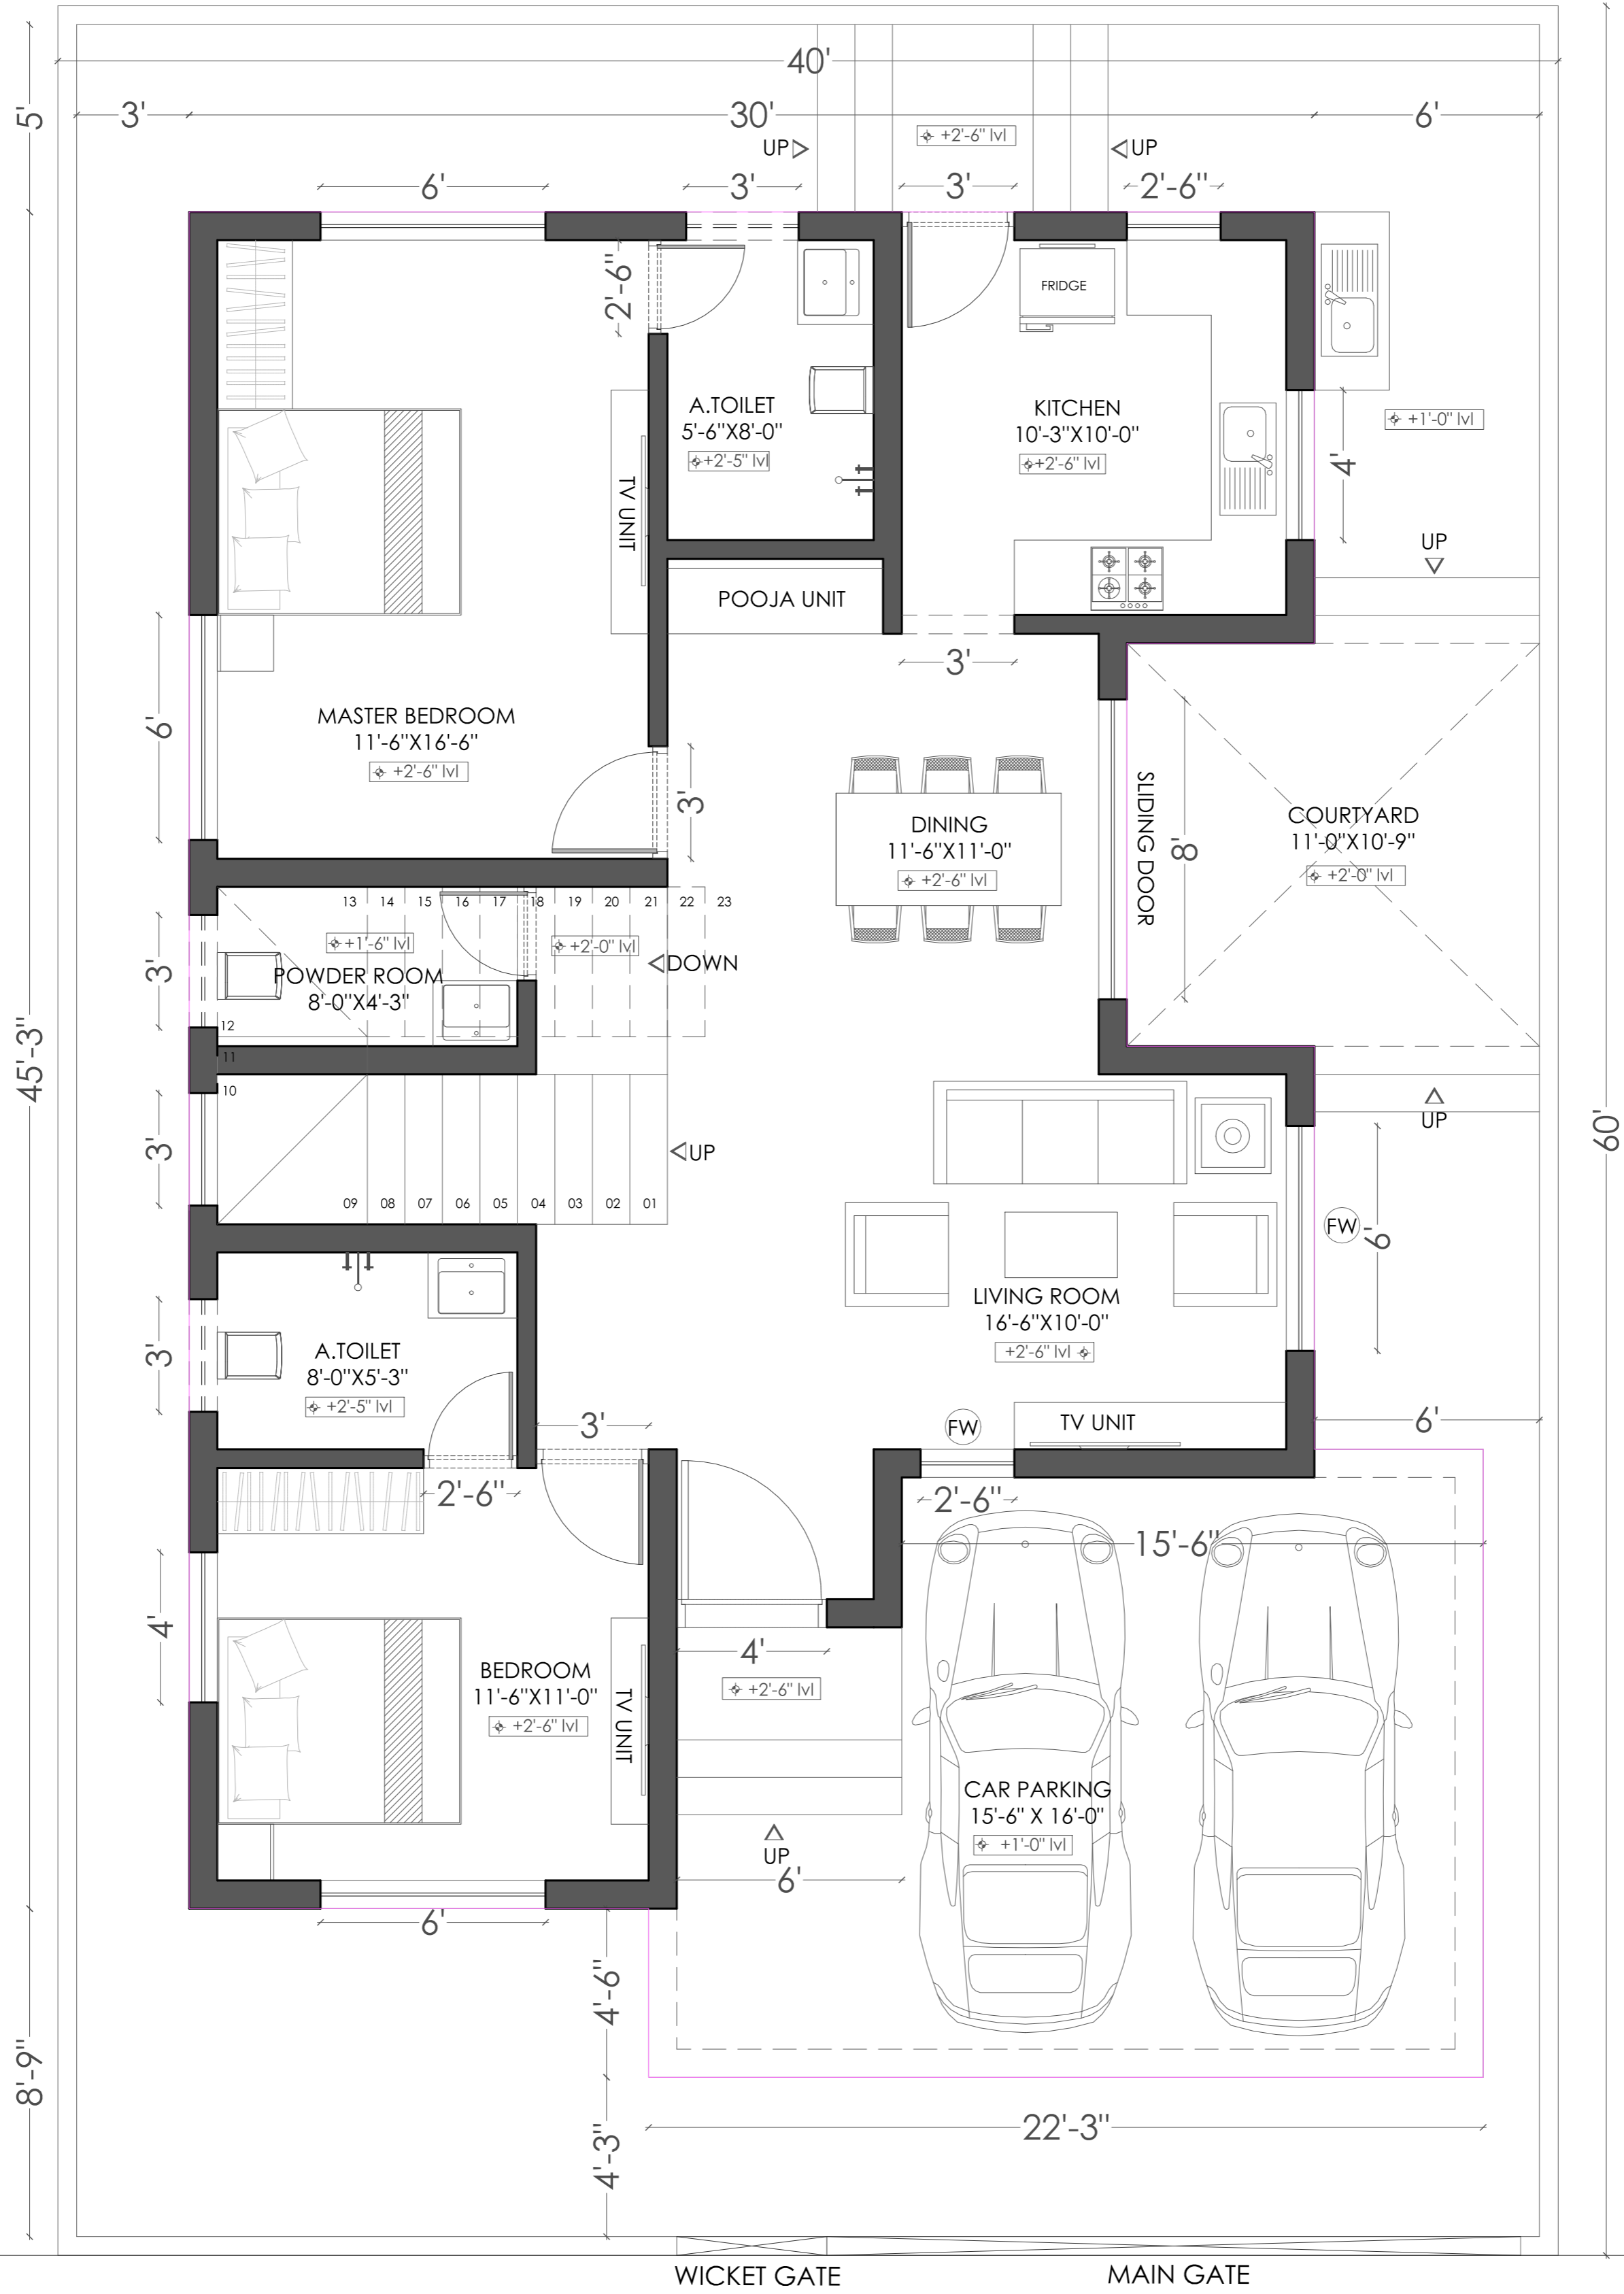 40'
5'
3'
30'
6'
UP
+2'-6" lvl
UP
6'
3'
3'
2'-6"
2'-6"
FRIDGE
A.TOILET
5'-6"X8'-0"
+2'-5" lvl
KITCHEN
10'-3"X10'-0"
+2'-6" lvl
+1'-0" lvl
4'
TV UNIT
UP
POOJA UNIT
3'
6'
MASTER BEDROOM
11'-6"X16'-6"
+2'-6" lvl
3'
DINING
11'-6"X11'-0"
+2'-6" lvl
SLIDING DOOR
8'
COURTYARD
11'-0"X10'-9"
+2'-0" lvl
13 14 15 16 17 18 19 20 21 22 23
+1'-6" lvl
+2'-0" lvl
DOWN
3'
POWDER ROOM
8'-0"X4'-3"
12
11
10
45'-3"
60'
UP
3'
UP
09 08 07 06 05 04 03 02 01
FW
6'
LIVING ROOM
16'-6"X10'-0"
+2'-6" lvl
3'
A.TOILET
8'-0"X5'-3"
+2'-5" lvl
3'
FW
TV UNIT
6'
2'-6"
2'-6"
15'-6"
4'
4'
BEDROOM
11'-6"X11'-0"
+2'-6" lvl
TV UNIT
+2'-6" lvl
CAR PARKING
15'-6" X 16'-0"
+1'-0" lvl
UP
6'
6'
4'-6"
8'-9"
22'-3"
4'-3"
WICKET GATE
MAIN GATE